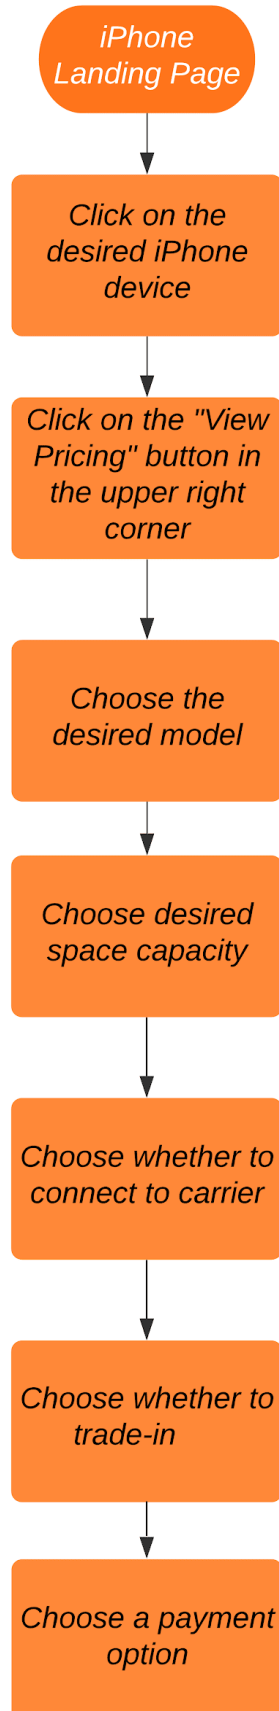 iPhone
Landing Page
Click on the
desired iPhone
device
Click on the "View
Pricing" button in
the upper right
corner
Choose the
desired model
Choose desired
space capacity
Choose whether to
connect to carrier
Choose whether to
trade-in
Choose a payment
option